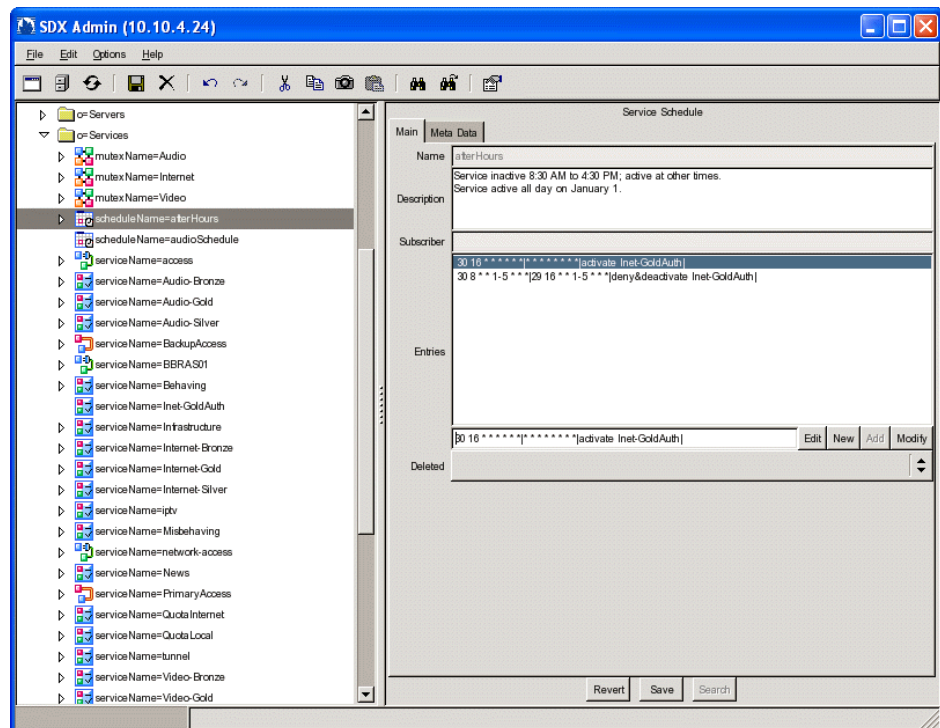 SDX Admin (10.10.4.24)
File Edit Options Help
o=Servers
o=Services
mutexName=Audio
mutexName=Internet
mutexName=Video
scheduleName=afterHours
scheduleName=audioSchedule
serviceName=access
serviceName=Audio-Bronze
serviceName=Audio-Gold
serviceName=Audio-Silver
serviceName=BackupAccess
serviceName=BBRAS01
serviceName=Behaving
serviceName=Inet-GoldAuth
serviceName=Infrastructure
serviceName=Internet-Bronze
serviceName=Internet-Gold
serviceName=Internet-Silver
serviceName=iptv
serviceName=Misbehaving
serviceName=network-access
serviceName=News
serviceName=PrimaryAccess
serviceName=QuotaInternet
serviceName=QuotaLocal
serviceName=tunnel
serviceName=Video-Bronze
serviceName=Video-Gold
Service Schedule
Main Meta Data
Name afterHours
Description
Service inactive 8:30 AM to 4:30 PM; active at other times.
Service active all day on January 1.
Subscriber
Entries
30 16 * * * * * *|* * * * * * * *|activate Inet-GoldAuth|
30 8 * * 1-5 * * *|29 16 * * 1-5 * * *|deny&deactivate Inet-GoldAuth|
30 16 * * * * * *|* * * * * * * *|activate Inet-GoldAuth| Edit New Add Modify
Deleted
Revert Save Search